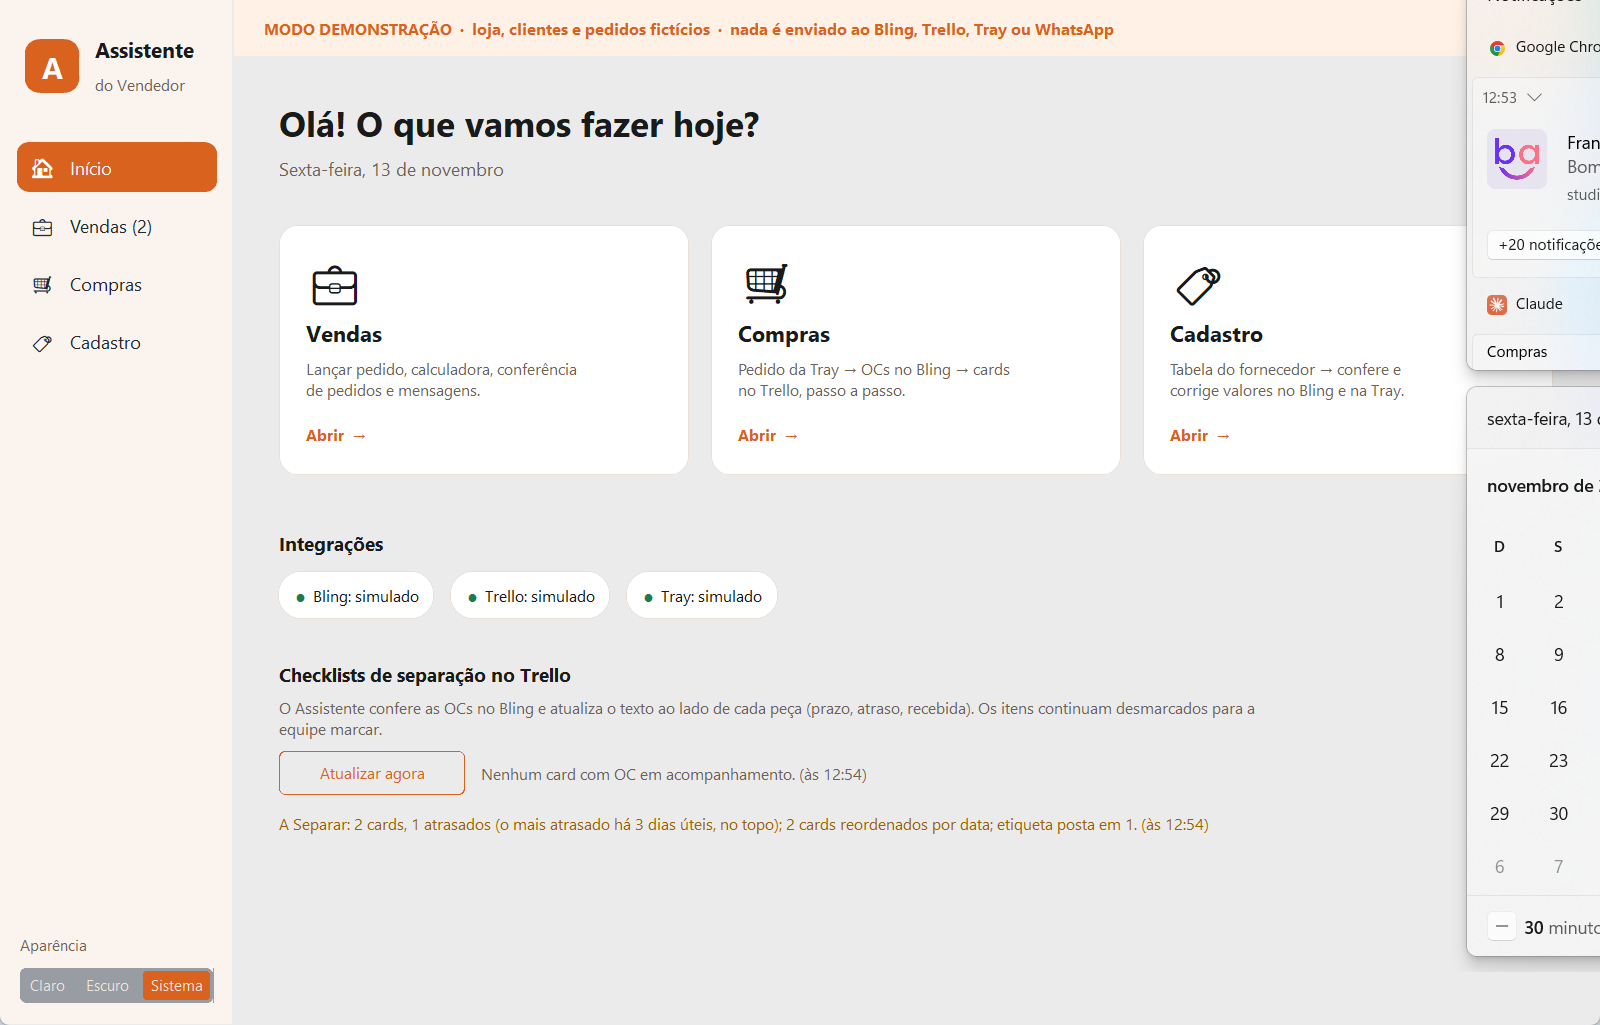 A
Assistente
do Vendedor
Início
Vendas (2)
Compras
Cadastro
Aparência
Claro
Escuro
Sistema
MODO DEMONSTRAÇÃO · loja, clientes e pedidos fictícios · nada é enviado ao Bling, Trello, Tray ou WhatsApp
Olá! O que vamos fazer hoje?
Sexta-feira, 13 de novembro
Vendas
Lançar pedido, calculadora, conferência
de pedidos e mensagens.
Abrir →
Compras
Pedido da Tray → OCs no Bling → cards
no Trello, passo a passo.
Abrir →
Cadastro
Tabela do fornecedor → confere e
corrige valores no Bling e na Tray.
Abrir →
Integrações
Bling: simulado
Trello: simulado
Tray: simulado
Checklists de separação no Trello
O Assistente confere as OCs no Bling e atualiza o texto ao lado de cada peça (prazo, atraso, recebida). Os itens continuam desmarcados para a
equipe marcar.
Atualizar agora
Nenhum card com OC em acompanhamento. (às 12:54)
A Separar: 2 cards, 1 atrasados (o mais atrasado há 3 dias úteis, no topo); 2 cards reordenados por data; etiqueta posta em 1. (às 12:54)
Google Chro
12:53
ba
Fran
Bom
studi
+20 notificaçõe
Claude
Compras
sexta-feira, 13
novembro de
D S
1 2
8 9
15 16
22 23
29 30
6 7
30 minuto